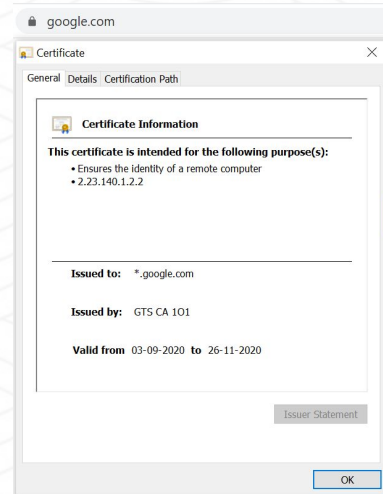 google.com
Certificate
General Details Certification Path
Certificate Information
This certificate is intended for the following purpose(s):
• Ensures the identity of a remote computer
• 2.23.140.1.2.2
Issued to: *.google.com
Issued by: GTS CA 1O1
Valid from 03-09-2020 to 26-11-2020
Issuer Statement
OK